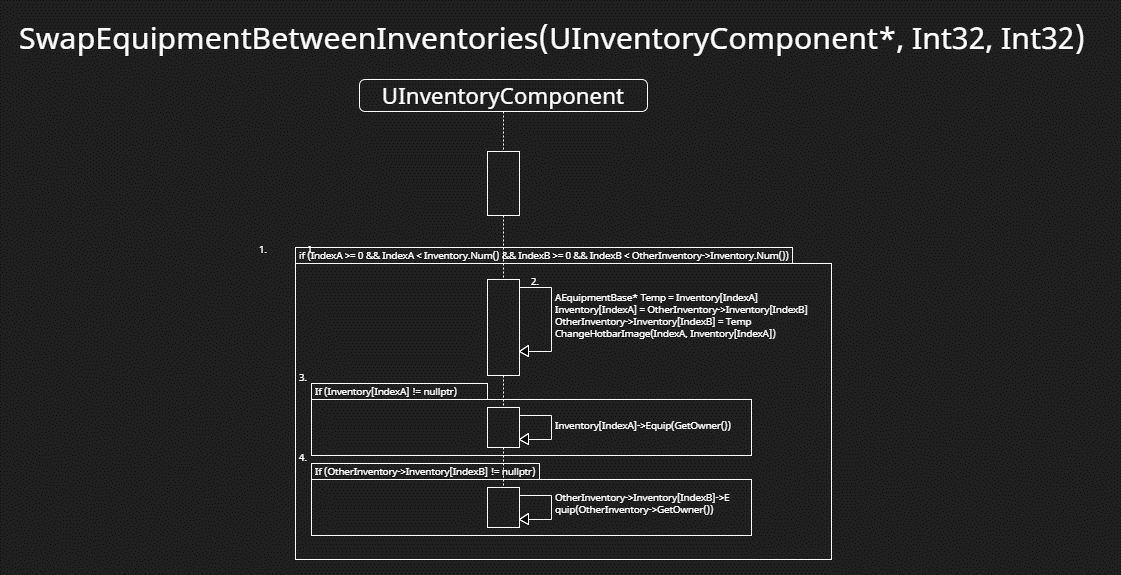 SwapEquipmentBetweenInventories(UInventoryComponent*, Int32, Int32)
UInventoryComponent
1.
1.
if (IndexA >= 0 && IndexA < Inventory.Num() && IndexB >= 0 && IndexB < OtherInventory->Inventory.Num())
2.
AEquipmentBase* Temp = Inventory[IndexA]
Inventory[IndexA] = OtherInventory->Inventory[IndexB]
OtherInventory->Inventory[IndexB] = Temp
ChangeHotbarImage(IndexA, Inventory[IndexA])
3.
If (Inventory[IndexA] != nullptr)
Inventory[IndexA]->Equip(GetOwner())
4.
If (OtherInventory->Inventory[IndexB] != nullptr)
OtherInventory->Inventory[IndexB]->E
quip(OtherInventory->GetOwner())